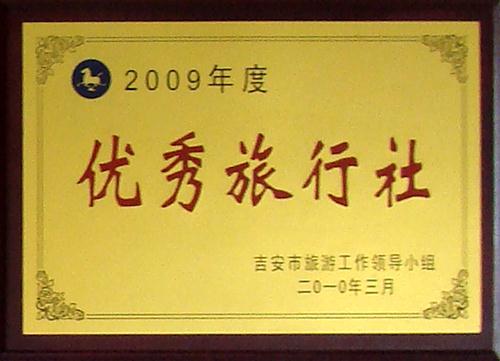 2009年度
优秀旅行社
吉安市旅游工作领导小组
二0一0年三月